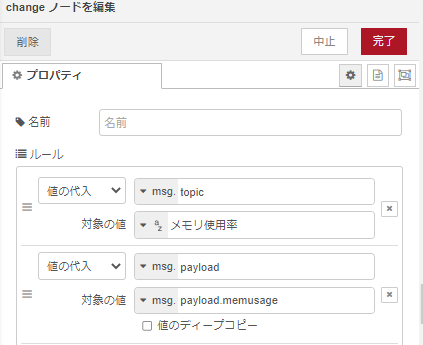 change ノードを編集
削除 中止 完了
プロパティ
名前 名前
ルール
値の代入 msg. topic
対象の値 az メモリ使用率
値の代入 msg. payload
対象の値 msg. payload.memusage
値のディープコピー